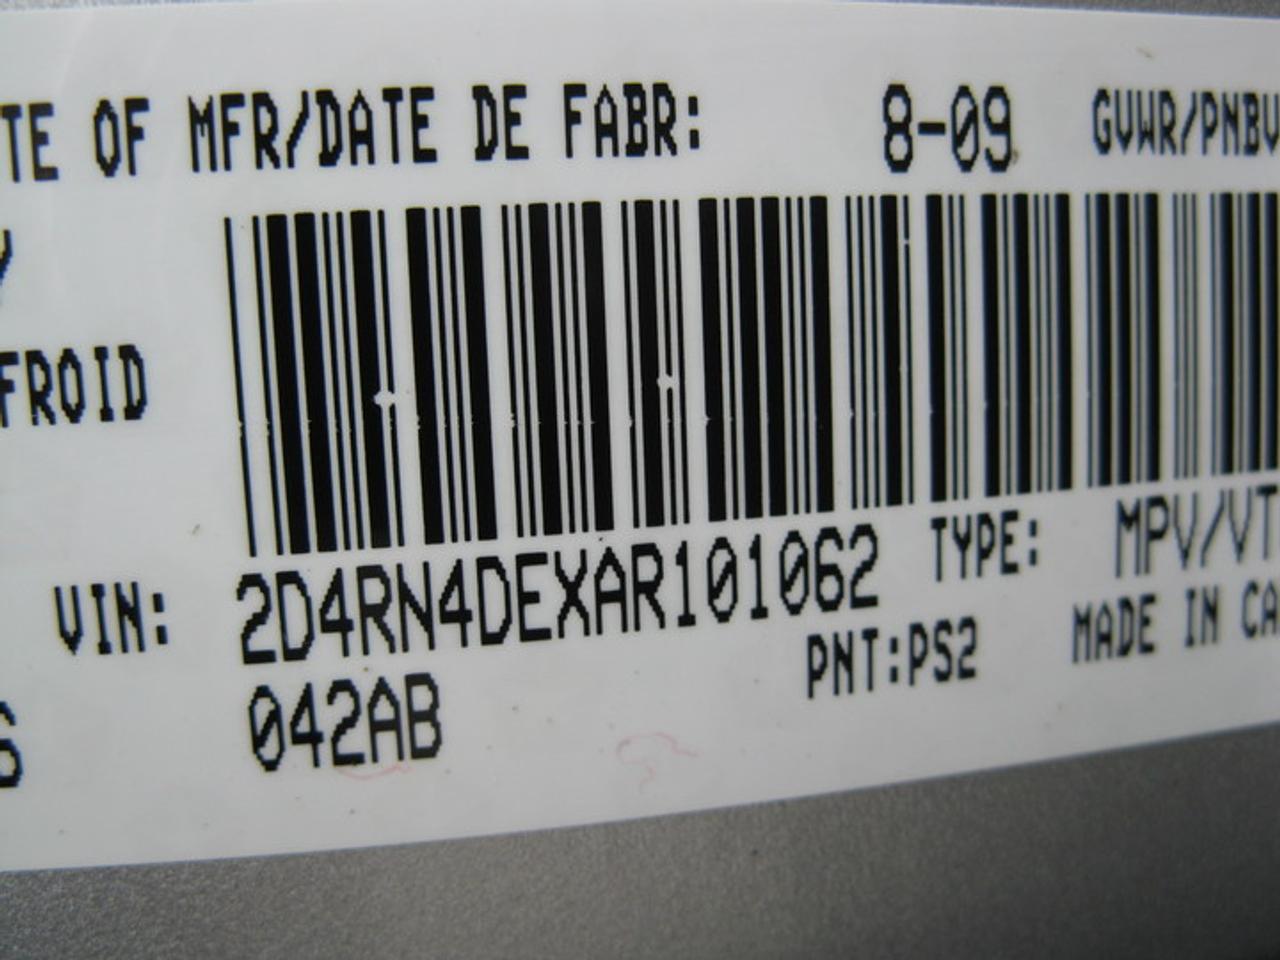 TE OF MFR/DATE DE FABR: 8-09 GVWR/PNBV
FROID
VIN: 2D4RN4DEXAR101062 TYPE: MPV/VT
042AB PNT:PS2 MADE IN CA